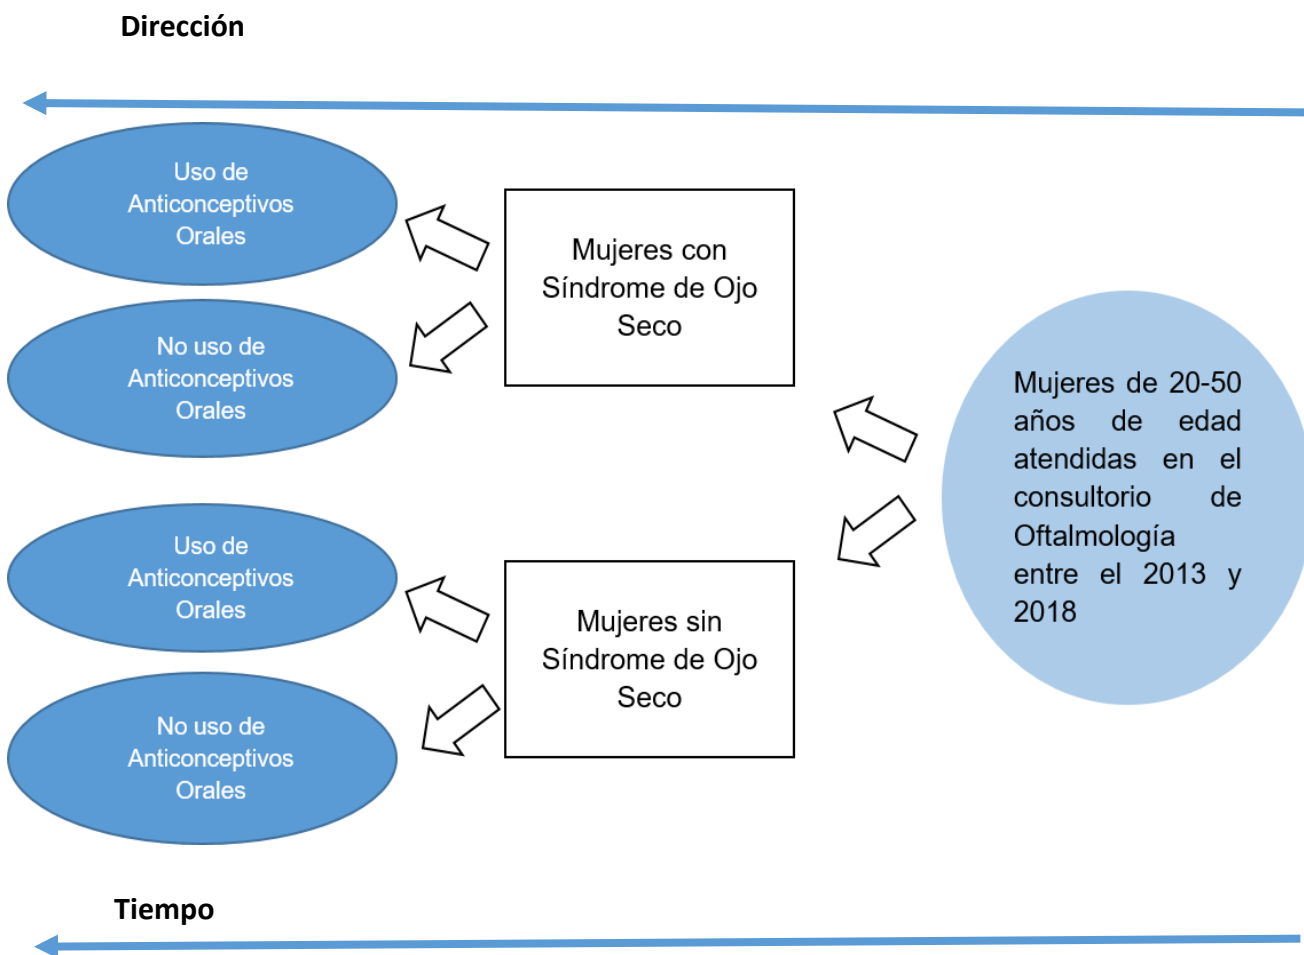 Dirección
Uso de
Anticonceptivos
Orales
No uso de
Anticonceptivos
Orales
Mujeres con
Síndrome de Ojo
Seco
Mujeres de 20-50
años de edad
atendidas en el
consultorio de
Oftalmología
entre el 2013 y
2018
Uso de
Anticonceptivos
Orales
No uso de
Anticonceptivos
Orales
Mujeres sin
Síndrome de Ojo
Seco
Tiempo